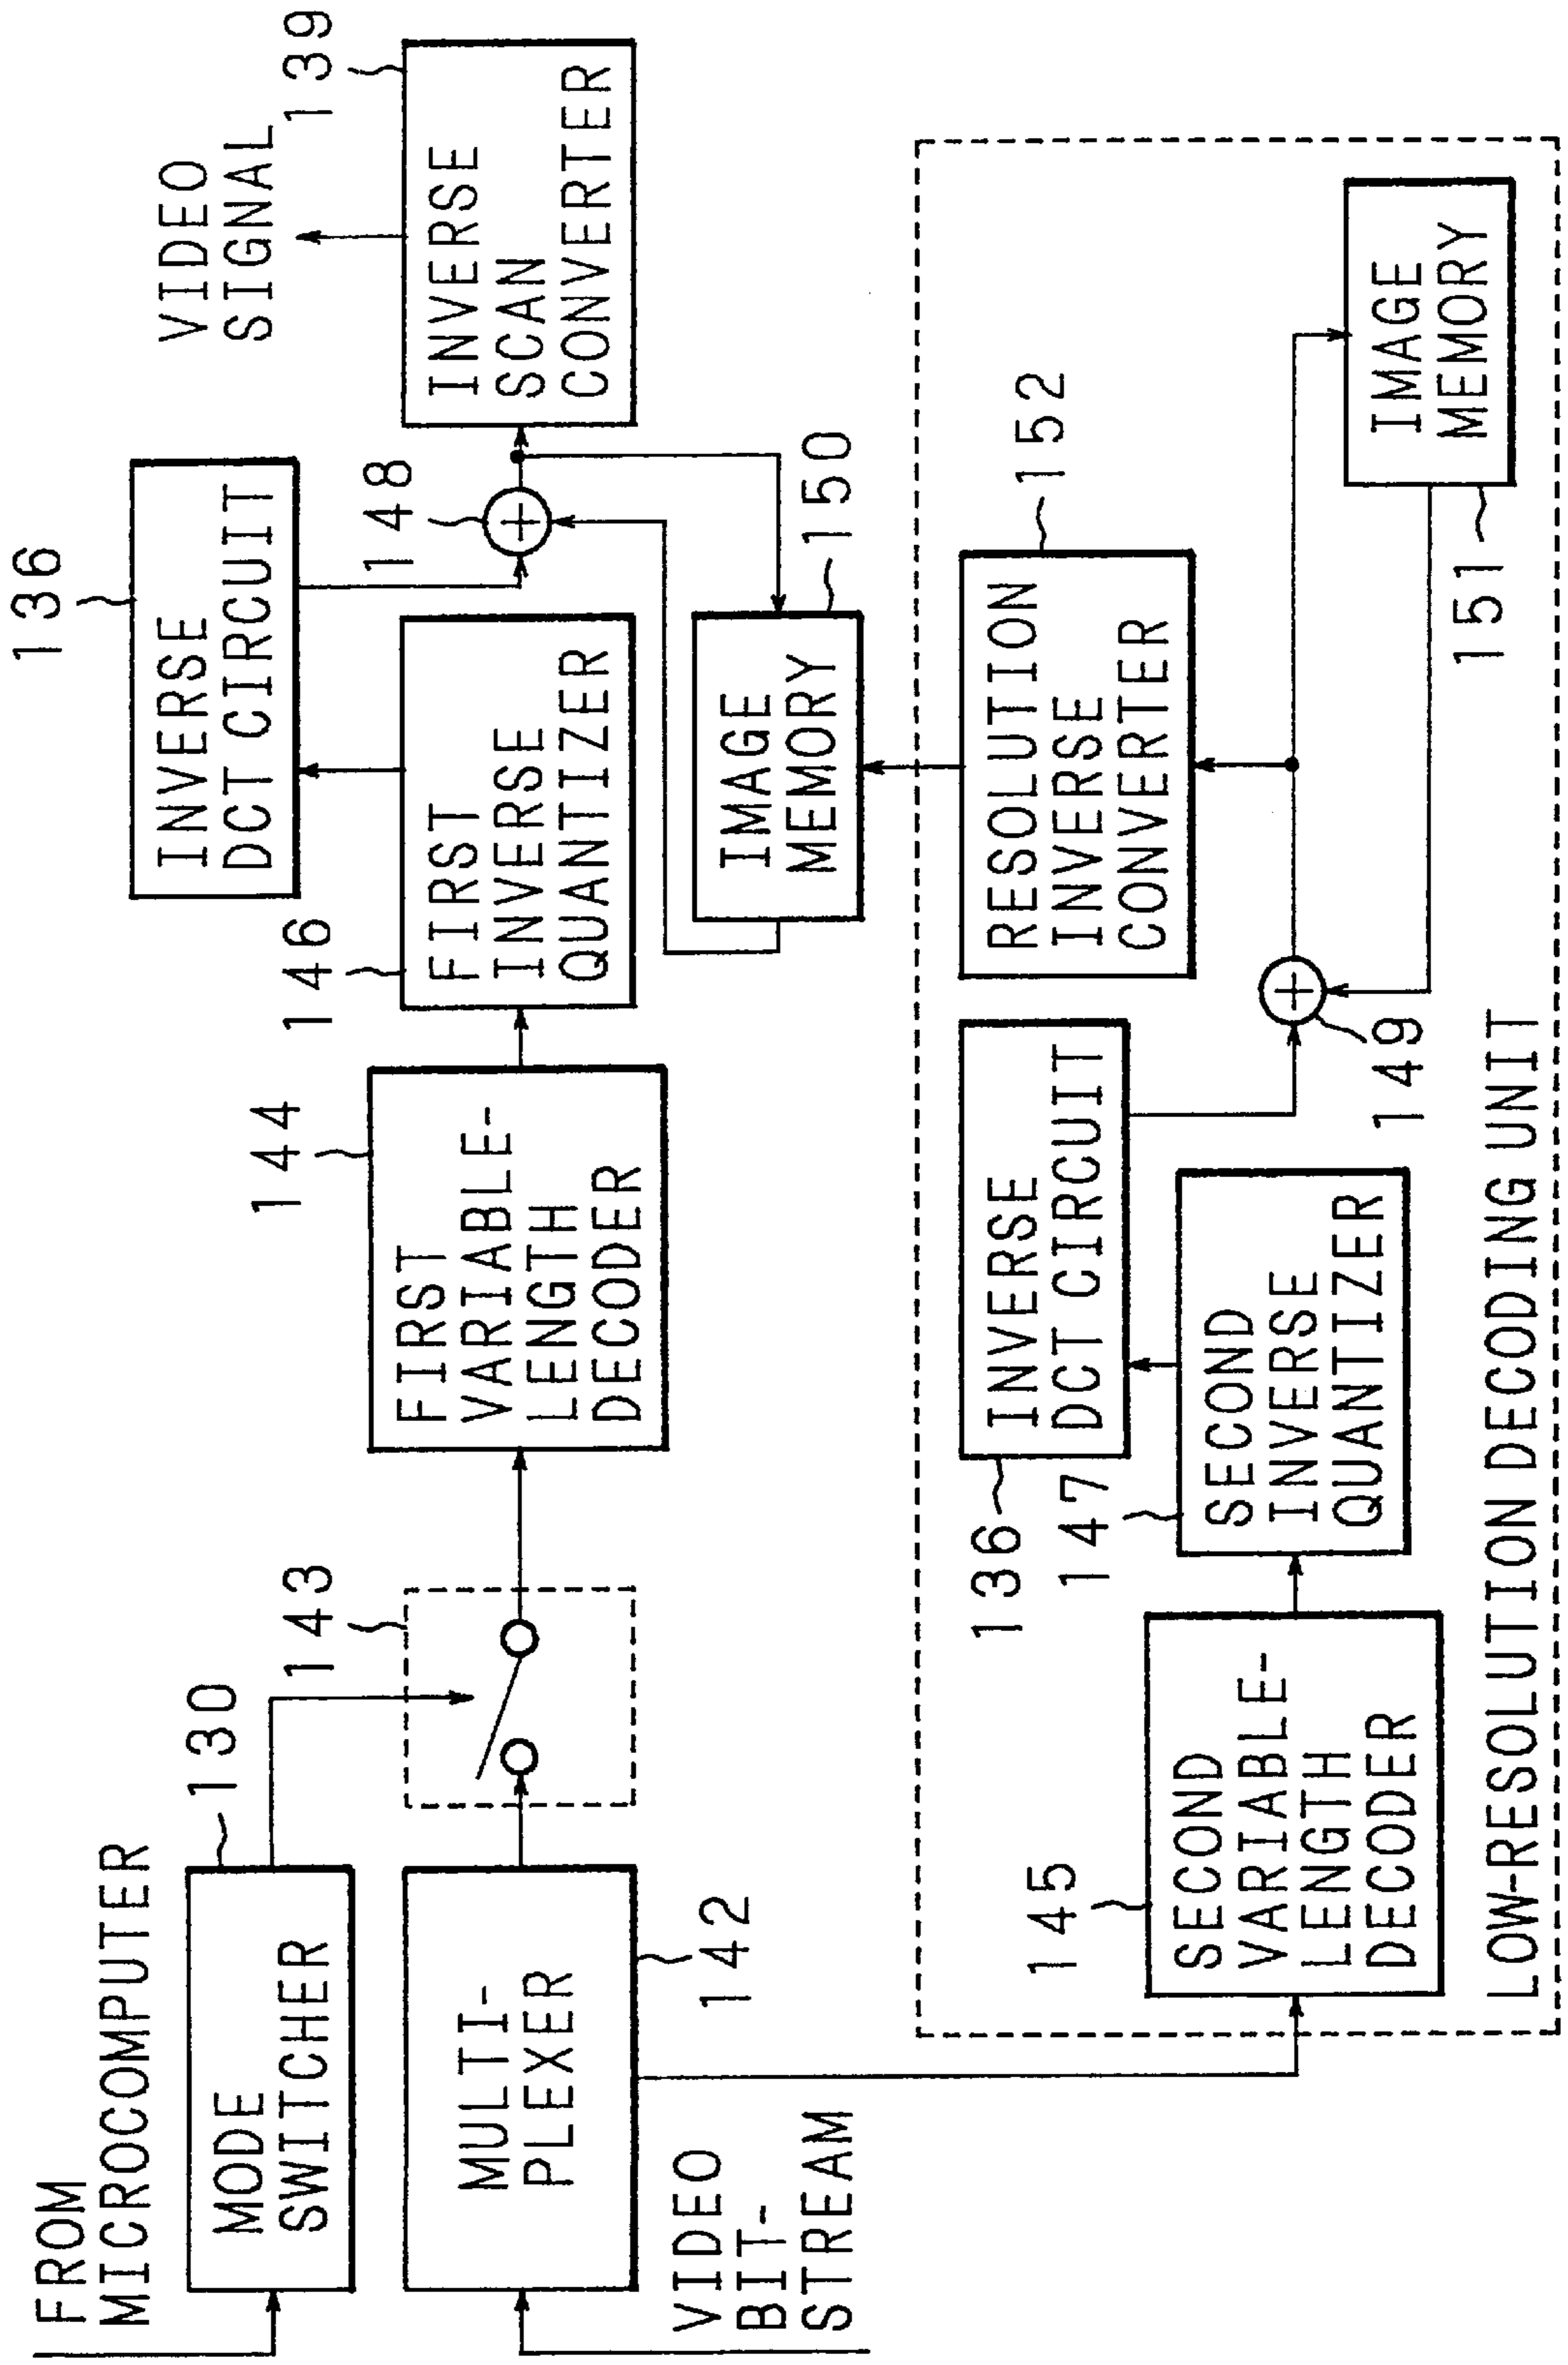 FROM
MICROCOMPUTER
MODE
SWITCHER
130
143
MULTI-
PLEXER
142
VIDEO
BIT-
STREAM
144
FIRST
VARIABLE-
LENGTH
DECODER
146
FIRST
INVERSE
QUANTIZER
136
INVERSE
DCT CIRCUIT
148
VIDEO
SIGNAL
139
INVERSE
SCAN
CONVERTER
150
IMAGE
MEMORY
145
SECOND
VARIABLE-
LENGTH
DECODER
147
SECOND
INVERSE
QUANTIZER
136
INVERSE
DCT CIRCUIT
149
152
RESOLUTION
INVERSE
CONVERTER
151
IMAGE
MEMORY
LOW-RESOLUTION DECODING UNIT